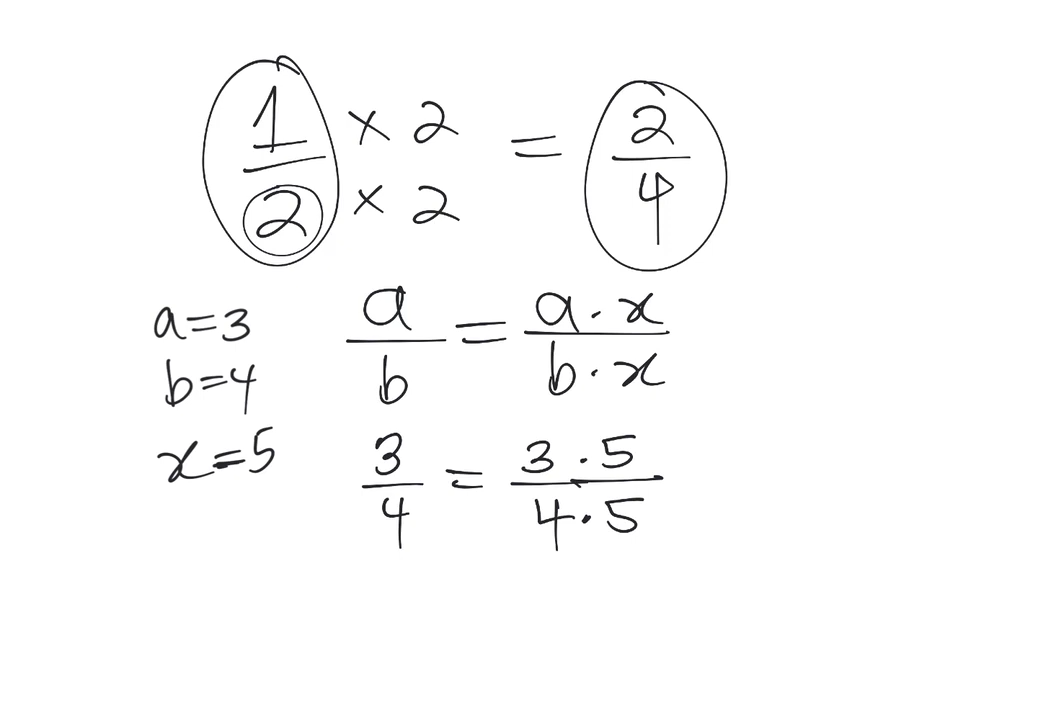 1/2 × 2 / × 2 = 2/4
a=3
b=4
x=5
a/b = a·x / b·x
3/4 = 3·5 / 4·5